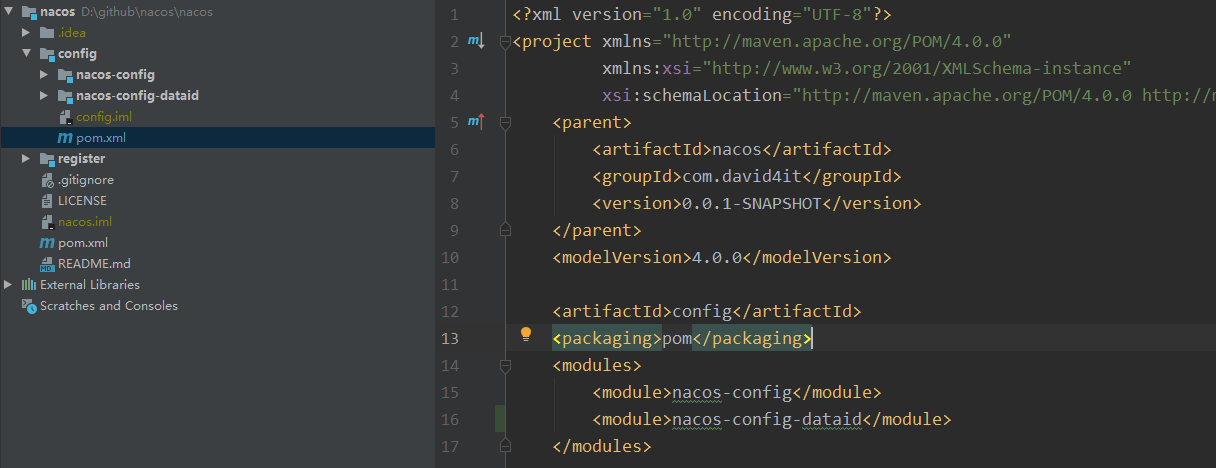 nacos D:\github\nacos\nacos
.idea
config
nacos-config
nacos-config-dataid
config.iml
pom.xml
register
.gitignore
LICENSE
nacos.iml
pom.xml
README.md
External Libraries
Scratches and Consoles
1 <?xml version="1.0" encoding="UTF-8"?>
2 <project xmlns="http://maven.apache.org/POM/4.0.0"
3 xmlns:xsi="http://www.w3.org/2001/XMLSchema-instance"
4 xsi:schemaLocation="http://maven.apache.org/POM/4.0.0 http://
5 <parent>
6 <artifactId>nacos</artifactId>
7 <groupId>com.david4it</groupId>
8 <version>0.0.1-SNAPSHOT</version>
9 </parent>
10 <modelVersion>4.0.0</modelVersion>
11
12 <artifactId>config</artifactId>
13 <packaging>pom</packaging>
14 <modules>
15 <module>nacos-config</module>
16 <module>nacos-config-dataid</module>
17 </modules>